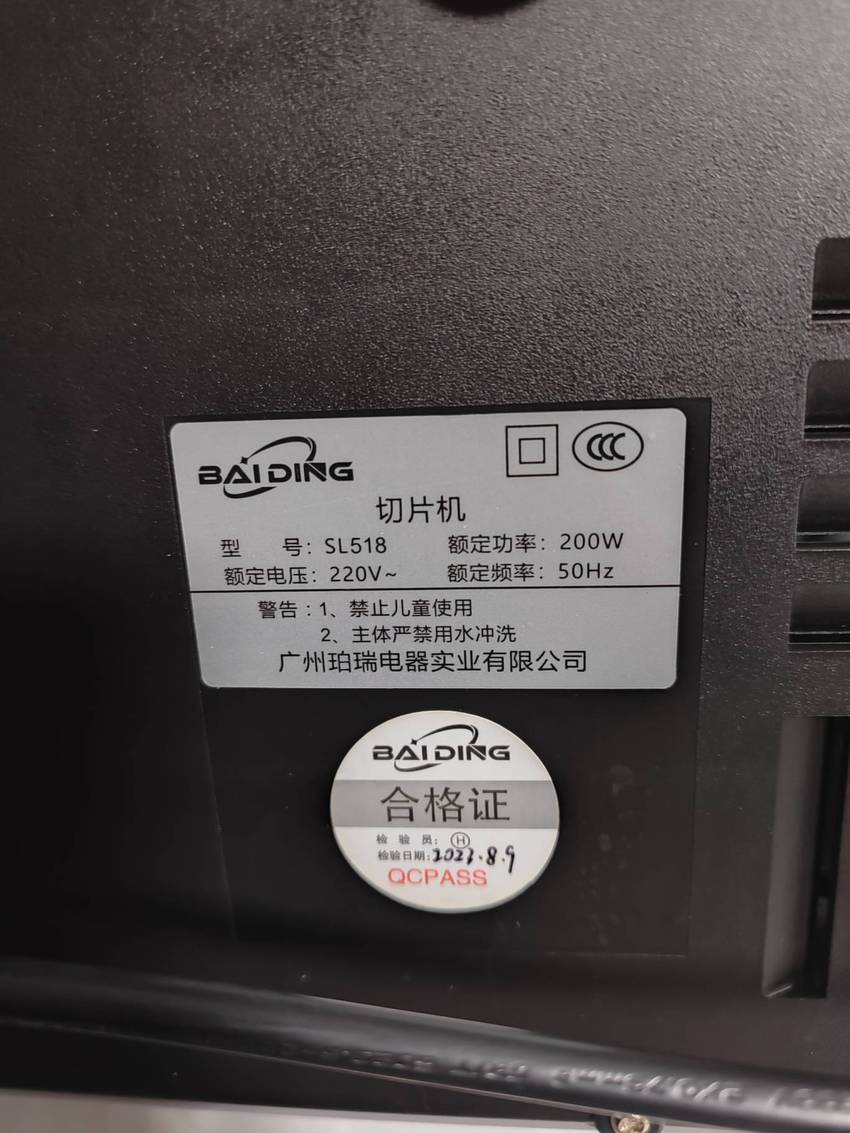 BAIDING
CCC
切片机
型 号：SL518 额定功率：200W
额定电压：220V~ 额定频率：50Hz
警告：1、禁止儿童使用
2、主体严禁用水冲洗
广州珀瑞电器实业有限公司
BAIDING
合格证
检 验 员：H
检验日期：2023.8.9
QCPASS